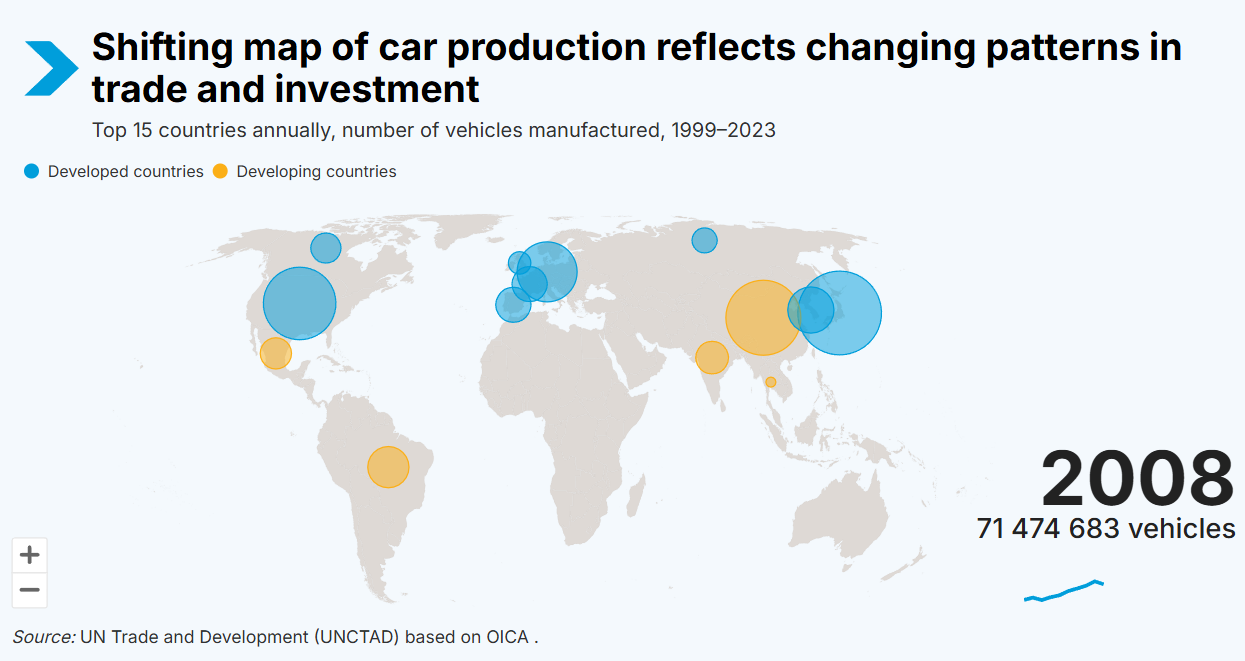 Shifting map of car production reflects changing patterns in
trade and investment
Top 15 countries annually, number of vehicles manufactured, 1999–2023
Developed countries Developing countries
2008
71 474 683 vehicles
+
−
Source: UN Trade and Development (UNCTAD) based on OICA .